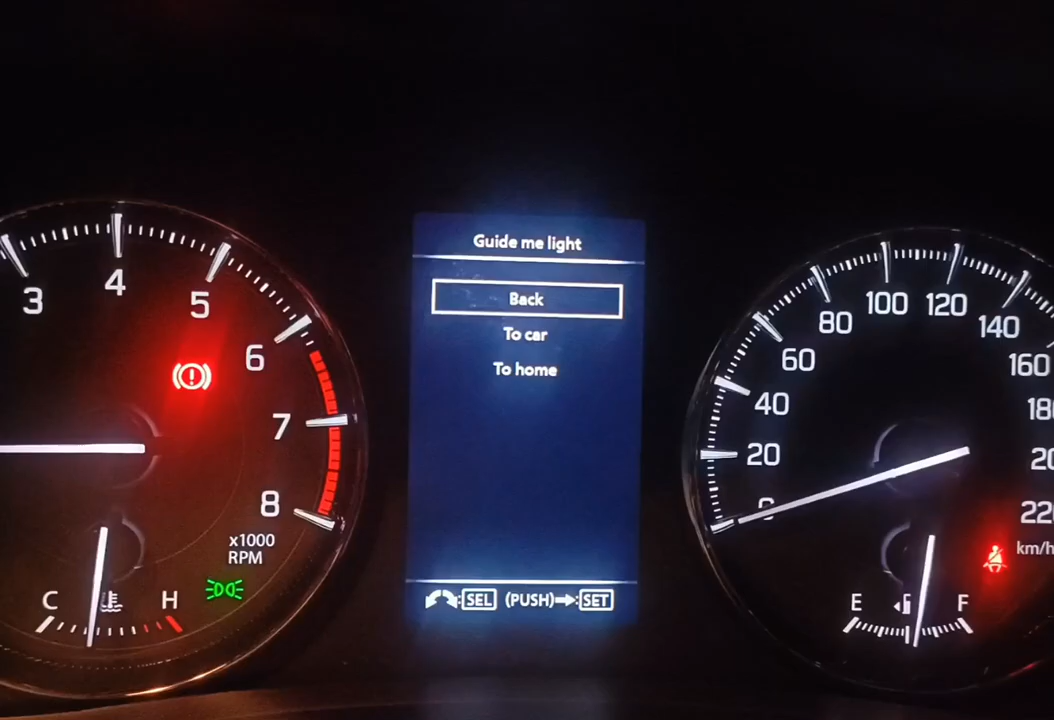 3
4
5
6
7
8
x1000
RPM
C
H
Guide me light
Back
To car
To home
:SEL (PUSH) :SET
0
20
40
60
80
100
120
140
160
km/h
E
F